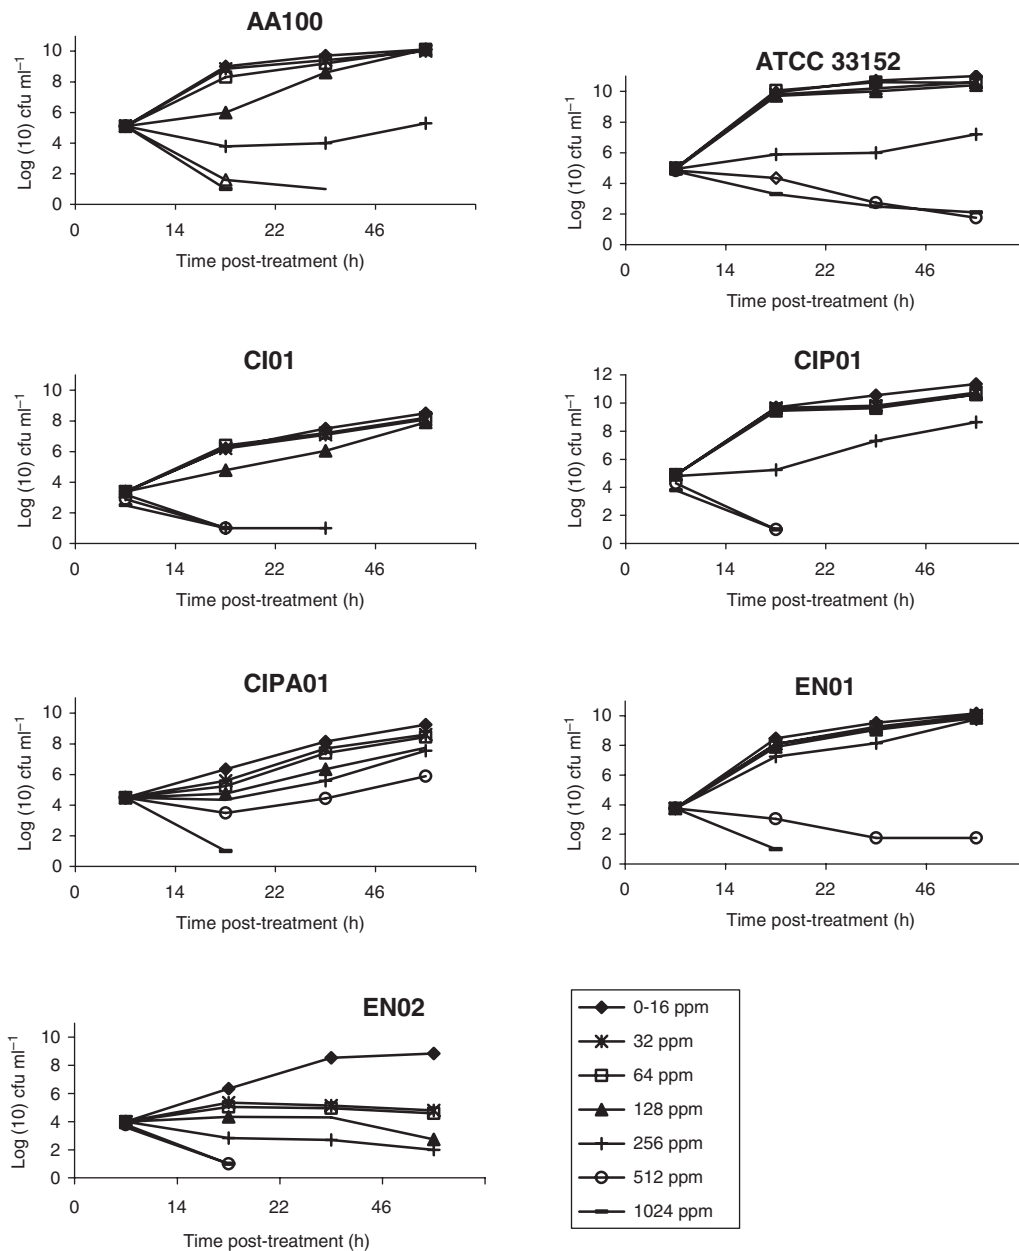 AA100
Log (10) cfu ml⁻¹
10
8
6
4
2
0
0 14 22 46
Time post-treatment (h)
ATCC 33152
Log (10) cfu ml⁻¹
10
8
6
4
2
0
0 14 22 46
Time post-treatment (h)
CI01
Log (10) cfu ml⁻¹
10
8
6
4
2
0
0 14 22 46
Time post-treatment (h)
CIP01
Log (10) cfu ml⁻¹
12
10
8
6
4
2
0
0 14 22 46
Time post-treatment (h)
CIPA01
Log (10) cfu ml⁻¹
10
8
6
4
2
0
0 14 22 46
Time post-treatment (h)
EN01
Log (10) cfu ml⁻¹
10
8
6
4
2
0
0 14 22 46
Time post-treatment (h)
EN02
Log (10) cfu ml⁻¹
10
8
6
4
2
0
0 14 22 46
Time post-treatment (h)
0-16 ppm
32 ppm
64 ppm
128 ppm
256 ppm
512 ppm
1024 ppm